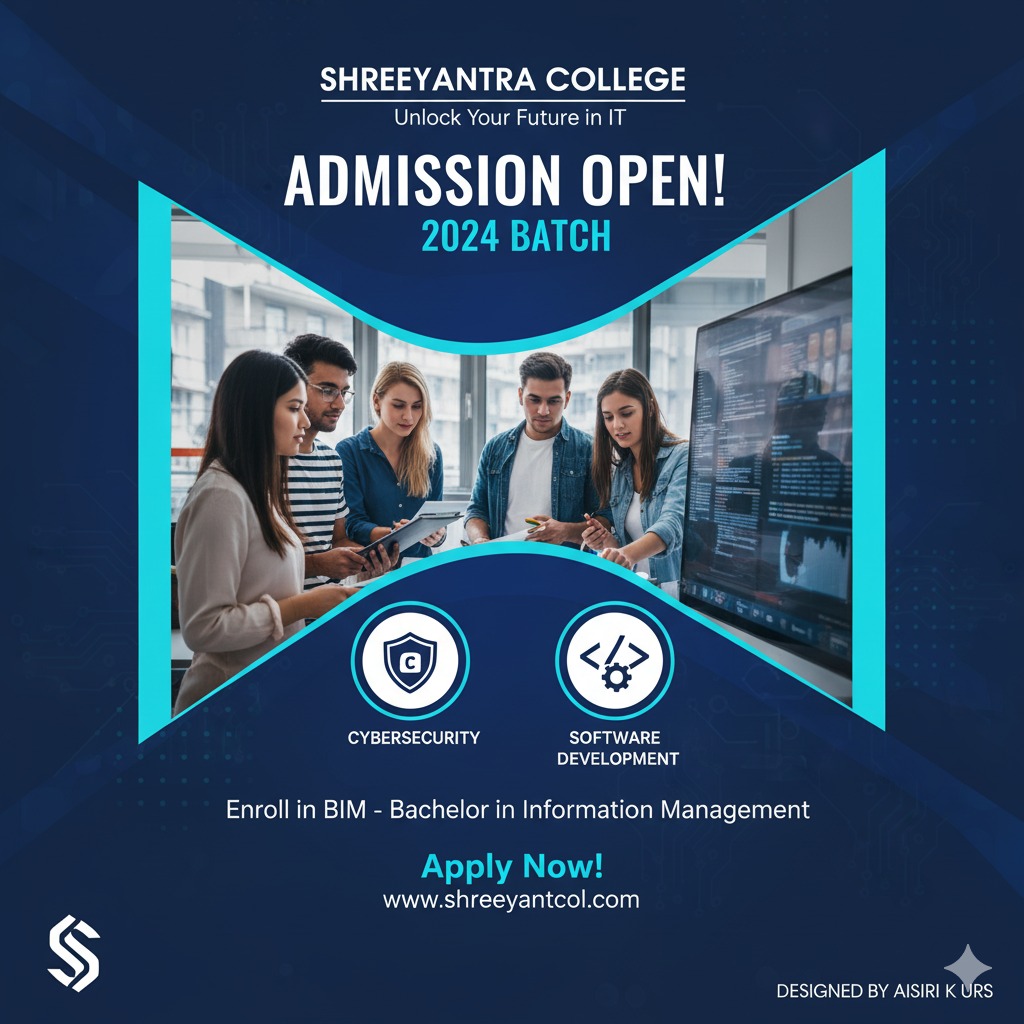 SHREEYANTRA COLLEGE
Unlock Your Future in IT
ADMISSION OPEN!
2024 BATCH
C
CYBERSECURITY
SOFTWARE
DEVELOPMENT
Enroll in BIM - Bachelor in Information Management
Apply Now!
www.shreeyantcol.com
DESIGNED BY AISIRI K URS